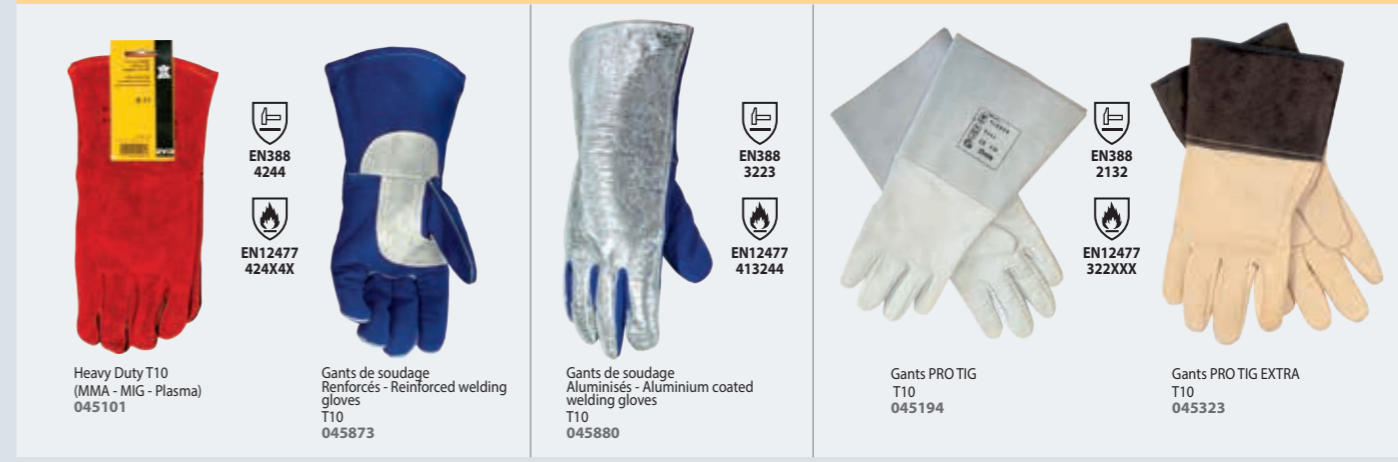 EN388
4244
EN12477
424X4X
Heavy Duty T10
(MMA - MIG - Plasma)
045101
Gants de soudage
Renforcés - Reinforced welding
gloves
T10
045873
EN388
3223
EN12477
413244
Gants de soudage
Aluminisés - Aluminium coated
welding gloves
T10
045880
EN388
2132
EN12477
322XXX
Gants PRO TIG
T10
045194
Gants PRO TIG EXTRA
T10
045323